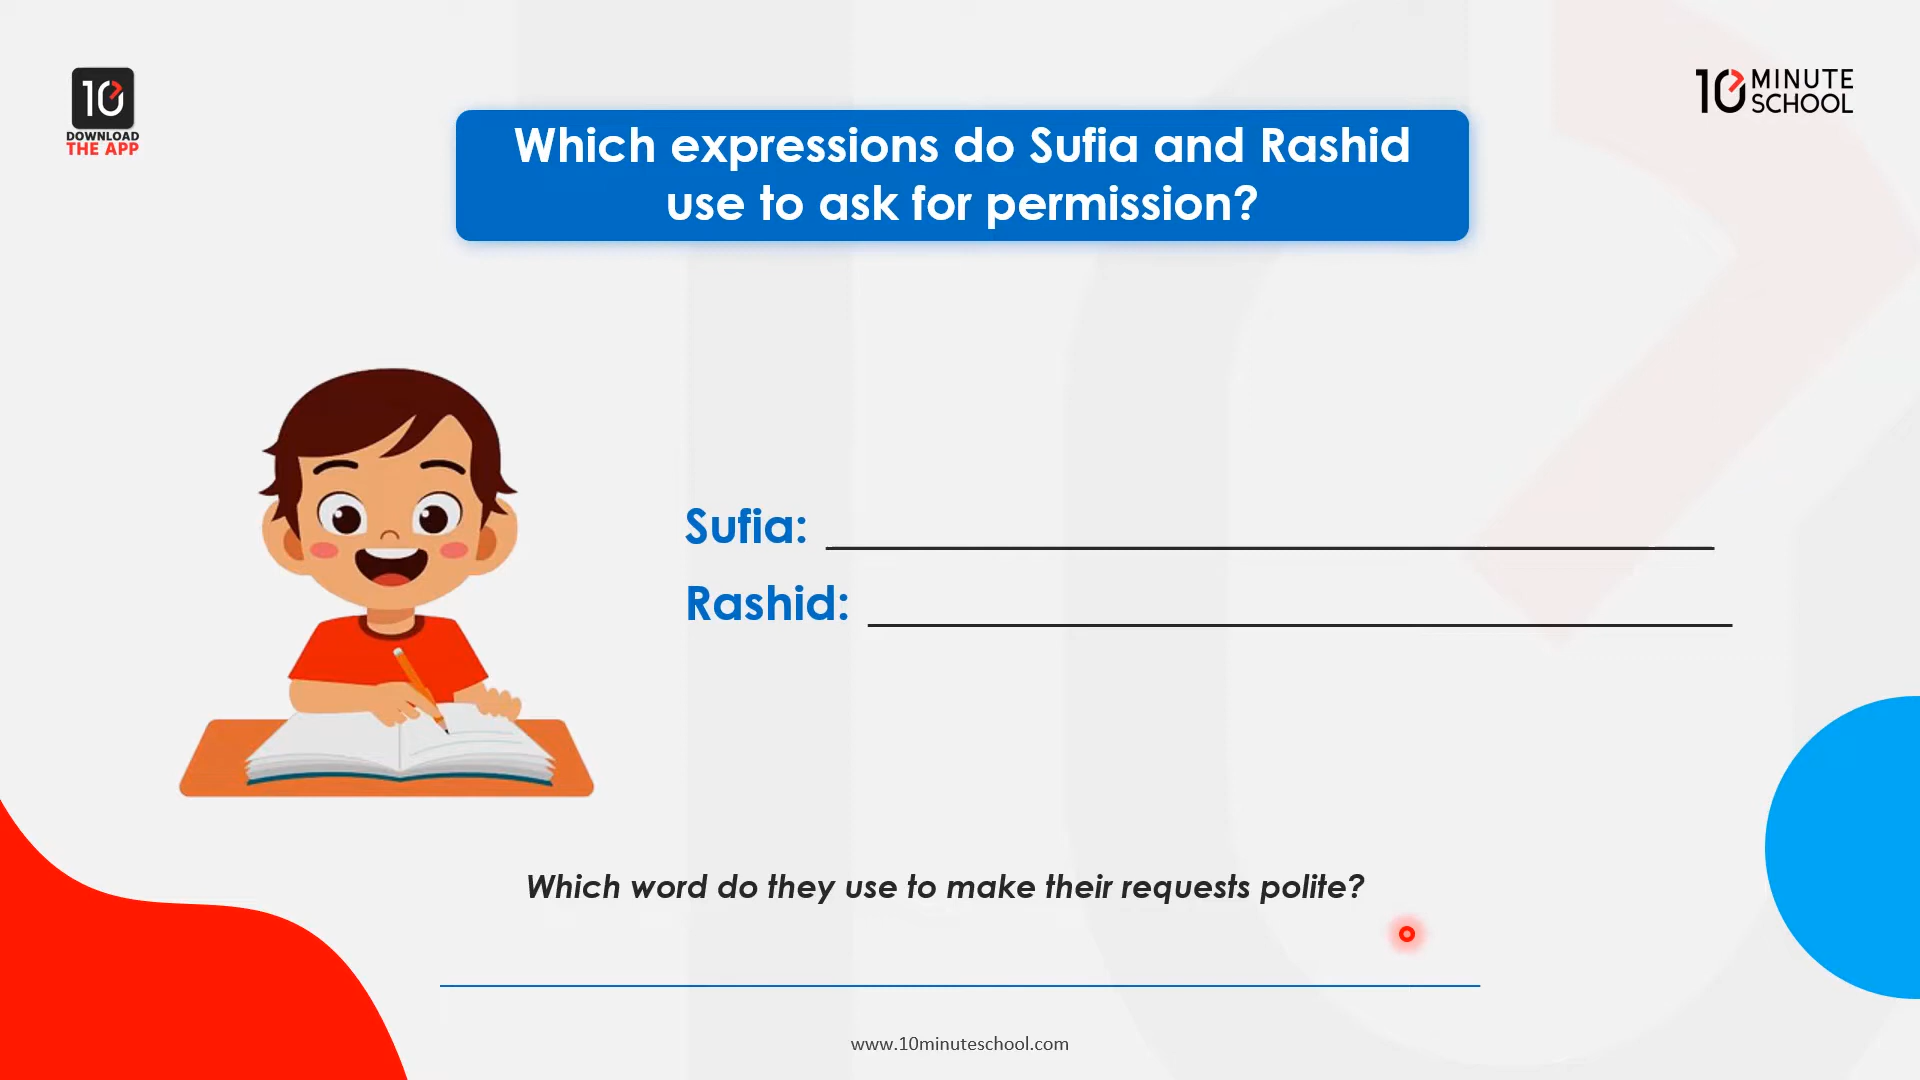 10
DOWNLOAD
THE APP
10 MINUTE
SCHOOL
Which expressions do Sufia and Rashid
use to ask for permission?
Sufia:
Rashid:
Which word do they use to make their requests polite?
www.10minuteschool.com